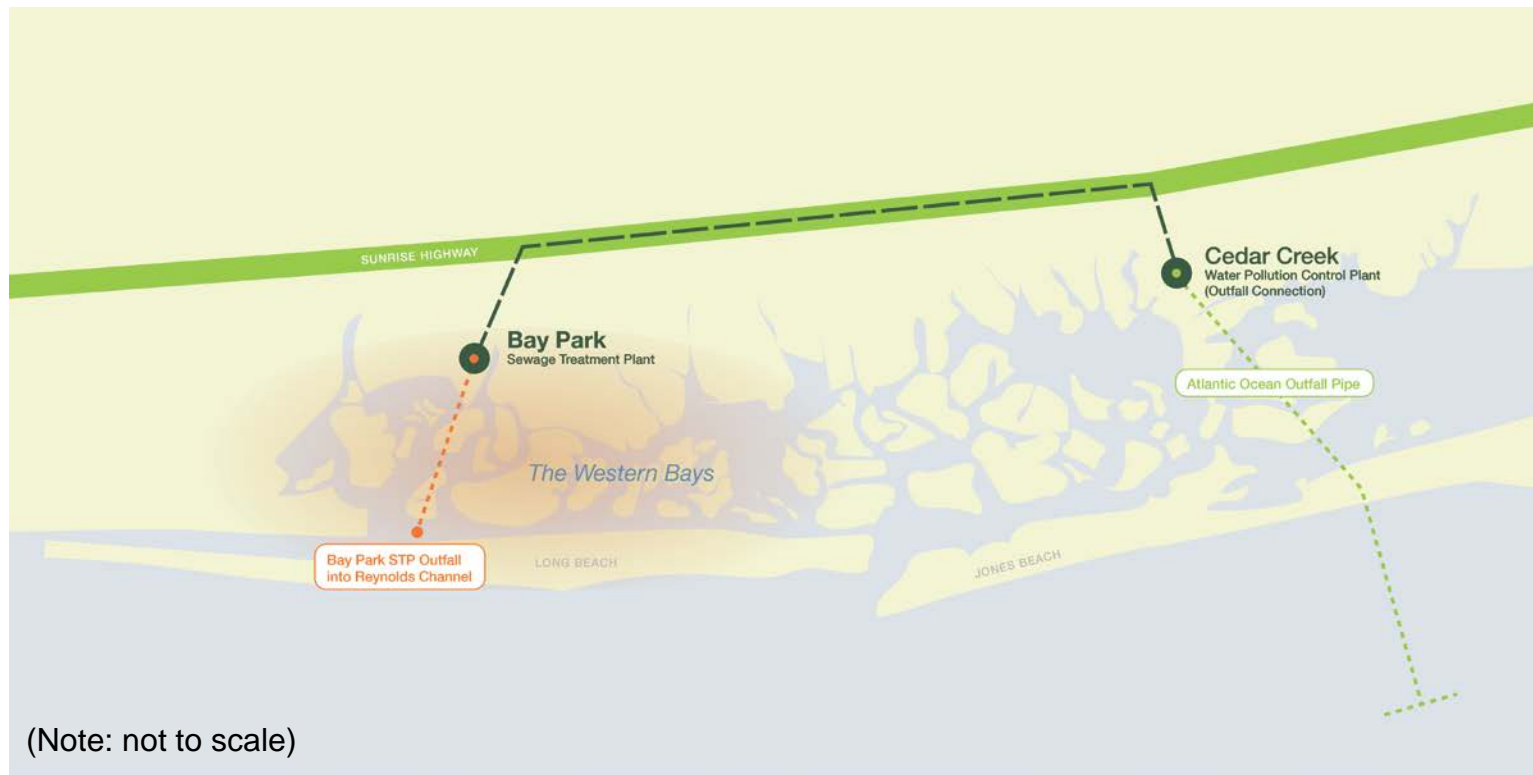 SUNRISE HIGHWAY
Cedar Creek
Water Pollution Control Plant
(Outfall Connection)
Bay Park
Sewage Treatment Plant
Atlantic Ocean Outfall Pipe
The Western Bays
Bay Park STP Outfall
into Reynolds Channel
LONG BEACH
JONES BEACH
(Note: not to scale)